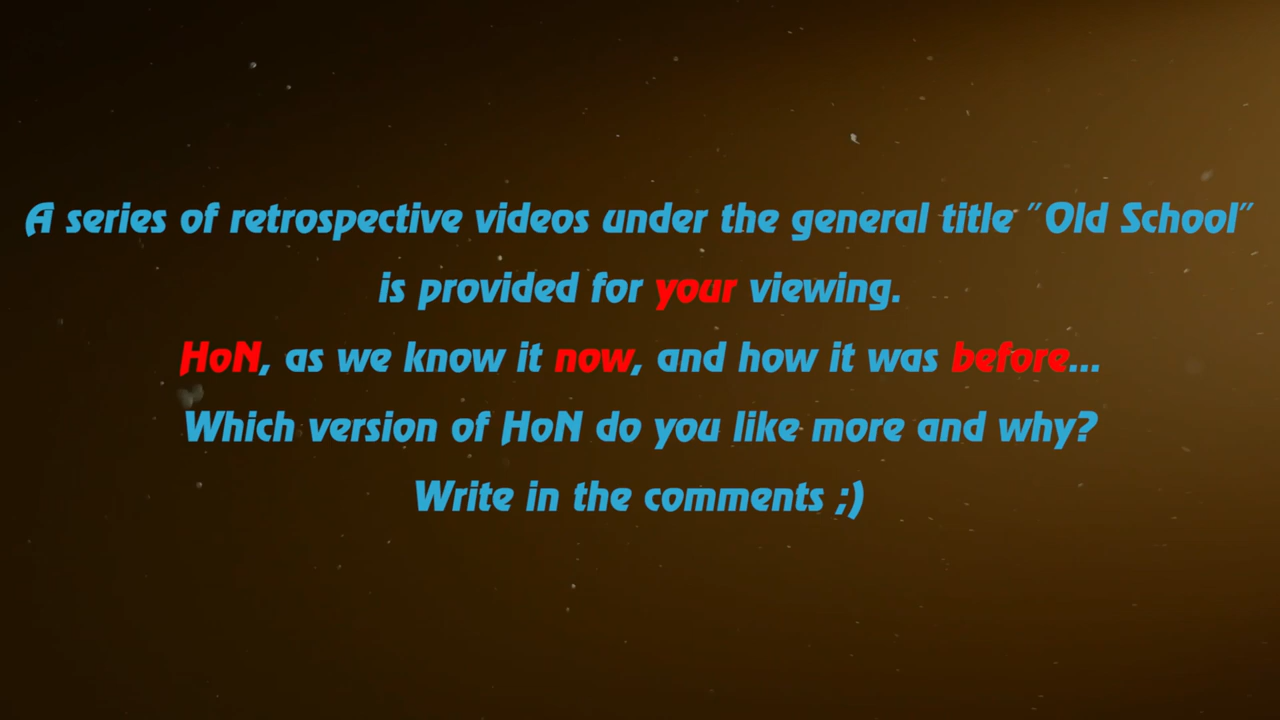 A series of retrospective videos under the general title "Old School"
is provided for your viewing.
HoN, as we know it now, and how it was before...
Which version of HoN do you like more and why?
Write in the comments ;)